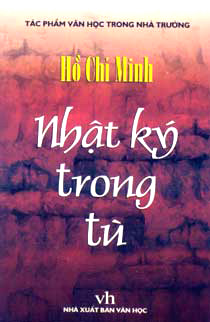 TÁC PHẨM VĂN HỌC TRONG NHÀ TRƯỜNG
Hồ Chí Minh
Nhật ký
trong
tù
vh
NHÀ XUẤT BẢN VĂN HỌC